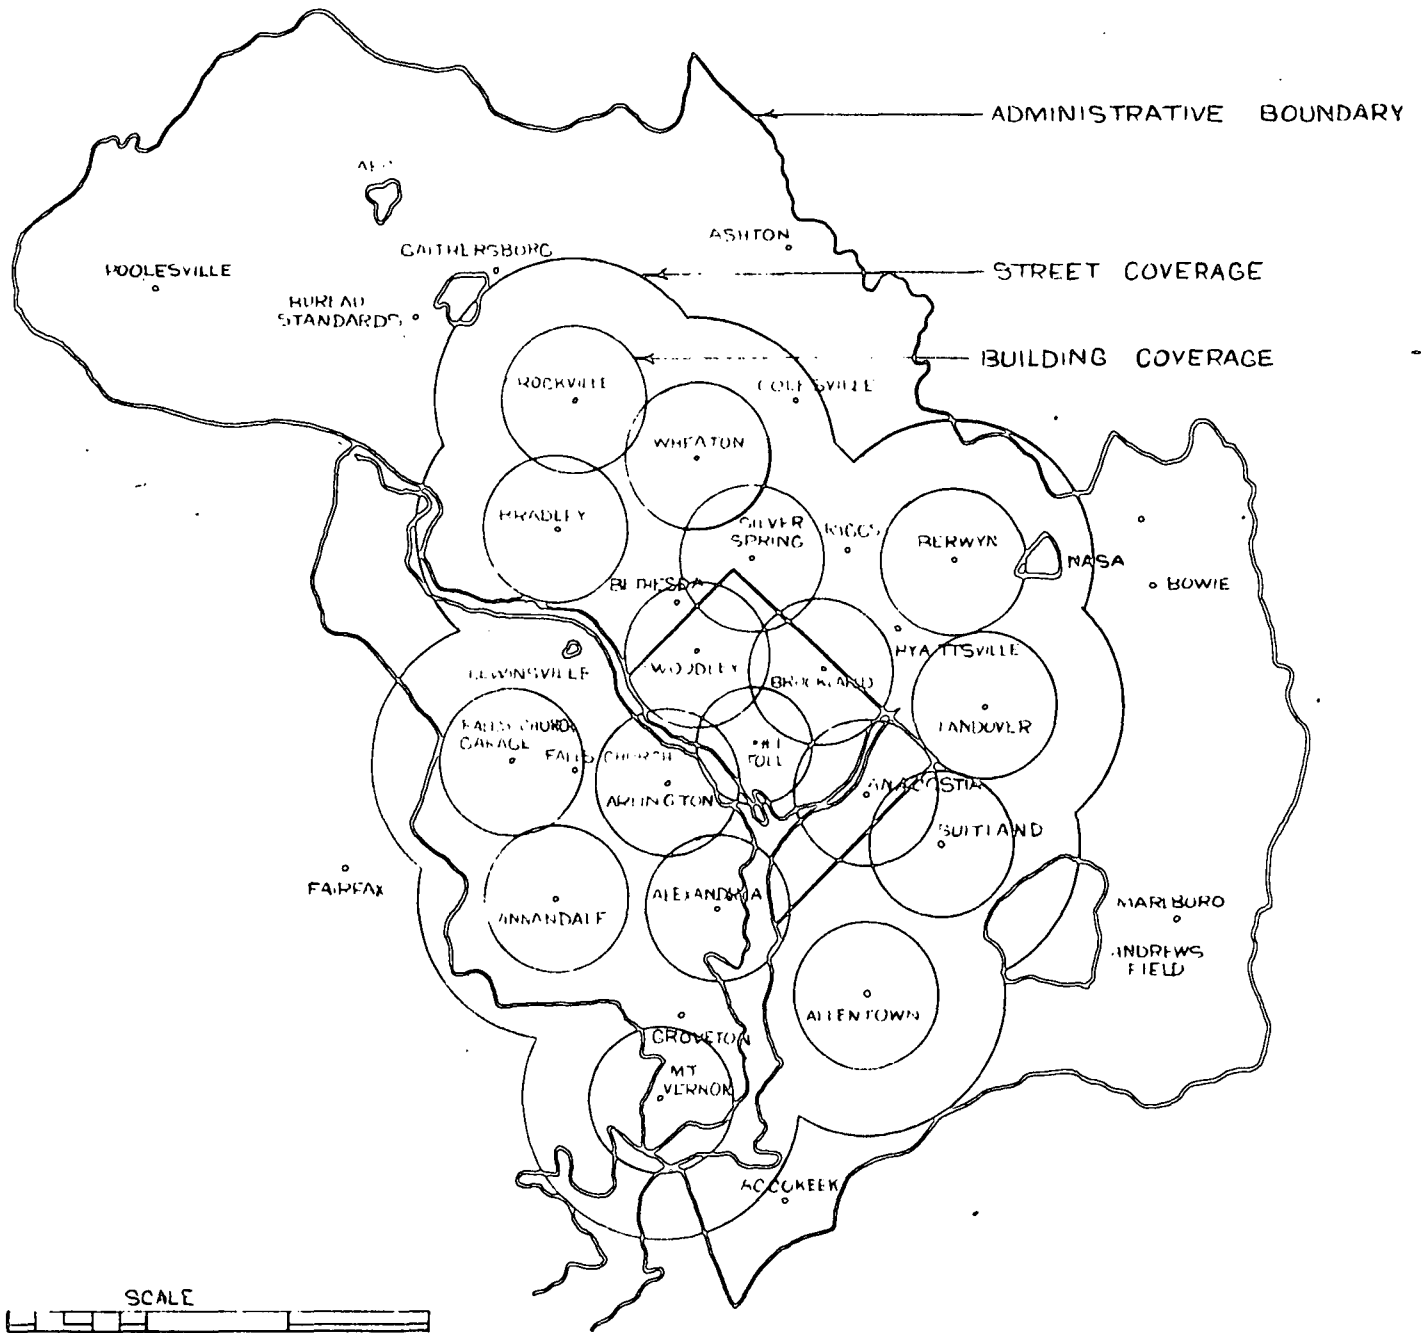 ADMINISTRATIVE BOUNDARY
ASHTON
GAITHERSBURG
POOLESVILLE
STREET COVERAGE
BUREAU
STANDARDS
BUILDING COVERAGE
ROCKVILLE
COLESVILLE
WHEATON
BRADLEY
SILVER
SPRING
RIGGS
BERWYN
NASA
BETHESDA
BOWIE
HYATTSVILLE
LEWINSVILLE
WOODLEY
BROOKLAND
FALLS CHURCH
GARAGE
LANDOVER
FALLS CHURCH
TOLL
ANACOSTIA
ARLINGTON
SUITLAND
FAIRFAX
ALEXANDRIA
MARLBORO
ANNANDALE
ANDREWS
FIELD
ALLENTOWN
GROVETON
MT
VERNON
ACCOKEEK
SCALE